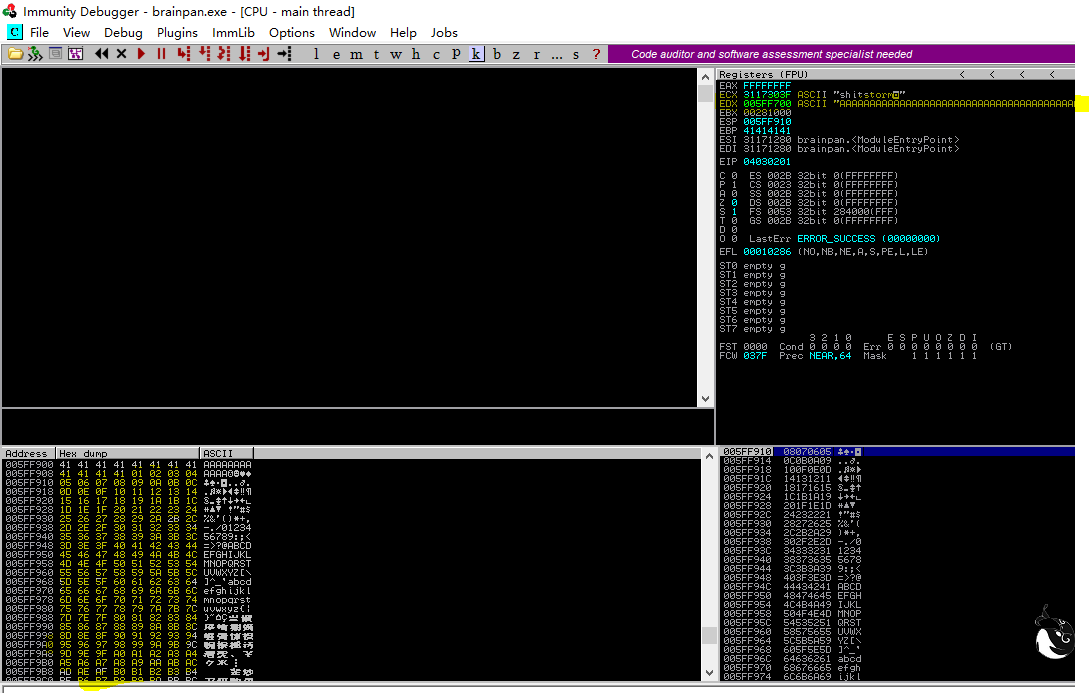 Immunity Debugger - brainpan.exe - [CPU - main thread]
C File View Debug Plugins ImmLib Options Window Help Jobs
l e m t w h c P k b z r ... s ? Code auditor and software assessment specialist needed
Registers (FPU) < < < <
EAX FFFFFFFF
ECX 3117303F ASCII "shitstorm
EDX 005FF700 ASCII "AAAAAAAAAAAAAAAAAAAAAAAAAAAAAAAAAAAAAAA
EBX 00281000
ESP 005FF910
EBP 41414141
ESI 31171280 brainpan.<ModuleEntryPoint>
EDI 31171280 brainpan.<ModuleEntryPoint>
EIP 04030201
C 0 ES 002B 32bit 0(FFFFFFFF)
P 1 CS 0023 32bit 0(FFFFFFFF)
A 0 SS 002B 32bit 0(FFFFFFFF)
Z 0 DS 002B 32bit 0(FFFFFFFF)
S 1 FS 0053 32bit 284000(FFF)
T 0 GS 002B 32bit 0(FFFFFFFF)
D 0
O 0 LastErr ERROR_SUCCESS (00000000)
EFL 00010286 (NO,NB,NE,A,S,PE,L,LE)
ST0 empty g
ST1 empty g
ST2 empty g
ST3 empty g
ST4 empty g
ST5 empty g
ST6 empty g
ST7 empty g
3 2 1 0 E S P U O Z D I
FST 0000 Cond 0 0 0 0 Err 0 0 0 0 0 0 0 0 (GT)
FCW 037F Prec NEAR,64 Mask 1 1 1 1 1 1
Address Hex dump ASCII
005FF900 41 41 41 41 41 41 41 41 AAAAAAAA
005FF908 41 41 41 41 01 02 03 04 AAAA
005FF910 05 06 07 08 09 0A 0B 0C
005FF918 0D 0E 0F 10 11 12 13 14
005FF920 15 16 17 18 19 1A 1B 1C
005FF928 1D 1E 1F 20 21 22 23 24
005FF930 25 26 27 28 29 2A 2B 2C %&'()*+,
005FF938 2D 2E 2F 30 31 32 33 34 -./01234
005FF940 35 36 37 38 39 3A 3B 3C 56789:;<
005FF948 3D 3E 3F 40 41 42 43 44 =>?@ABCD
005FF950 45 46 47 48 49 4A 4B 4C EFGHIJKL
005FF958 4D 4E 4F 50 51 52 53 54 MNOPQRST
005FF960 55 56 57 58 59 5A 5B 5C UVWXYZ[\
005FF968 5D 5E 5F 60 61 62 63 64 ]^_`abcd
005FF970 65 66 67 68 69 6A 6B 6C efghijkl
005FF978 6D 6E 6F 70 71 72 73 74 mnopqrst
005FF980 75 76 77 78 79 7A 7B 7C uvwxyz{|
005FF988 7D 7E 7F 80 81 82 83 84
005FF990 85 86 87 88 89 8A 8B 8C
005FF998 8D 8E 8F 90 91 92 93 94
005FF9A0 95 96 97 98 99 9A 9B 9C
005FF9A8 9D 9E 9F A0 A1 A2 A3 A4
005FF9B0 A5 A6 A7 A8 A9 AA AB AC
005FF9B8 AD AE AF B0 B1 B2 B3 B4
005FF910 08070605
005FF914 0C0B0A09
005FF918 100F0E0D
005FF91C 14131211
005FF920 18171615
005FF924 1C1B1A19
005FF928 201F1E1D
005FF92C 24232221
005FF930 28272625 %&'(
005FF934 2C2B2A29 )*+,
005FF938 302F2E2D -./0
005FF93C 34333231 1234
005FF940 38373635 5678
005FF944 3C3B3A39 9:;<
005FF948 403F3E3D =>?@
005FF94C 44434241 ABCD
005FF950 48474645 EFGH
005FF954 4C4B4A49 IJKL
005FF958 504F4E4D MNOP
005FF95C 54535251 QRST
005FF960 58575655 UVWX
005FF964 5C5B5A59 YZ[\
005FF968 605F5E5D ]^_`
005FF96C 64636261 abcd
005FF970 68676665 efgh
005FF974 6C6B6A69 ijkl